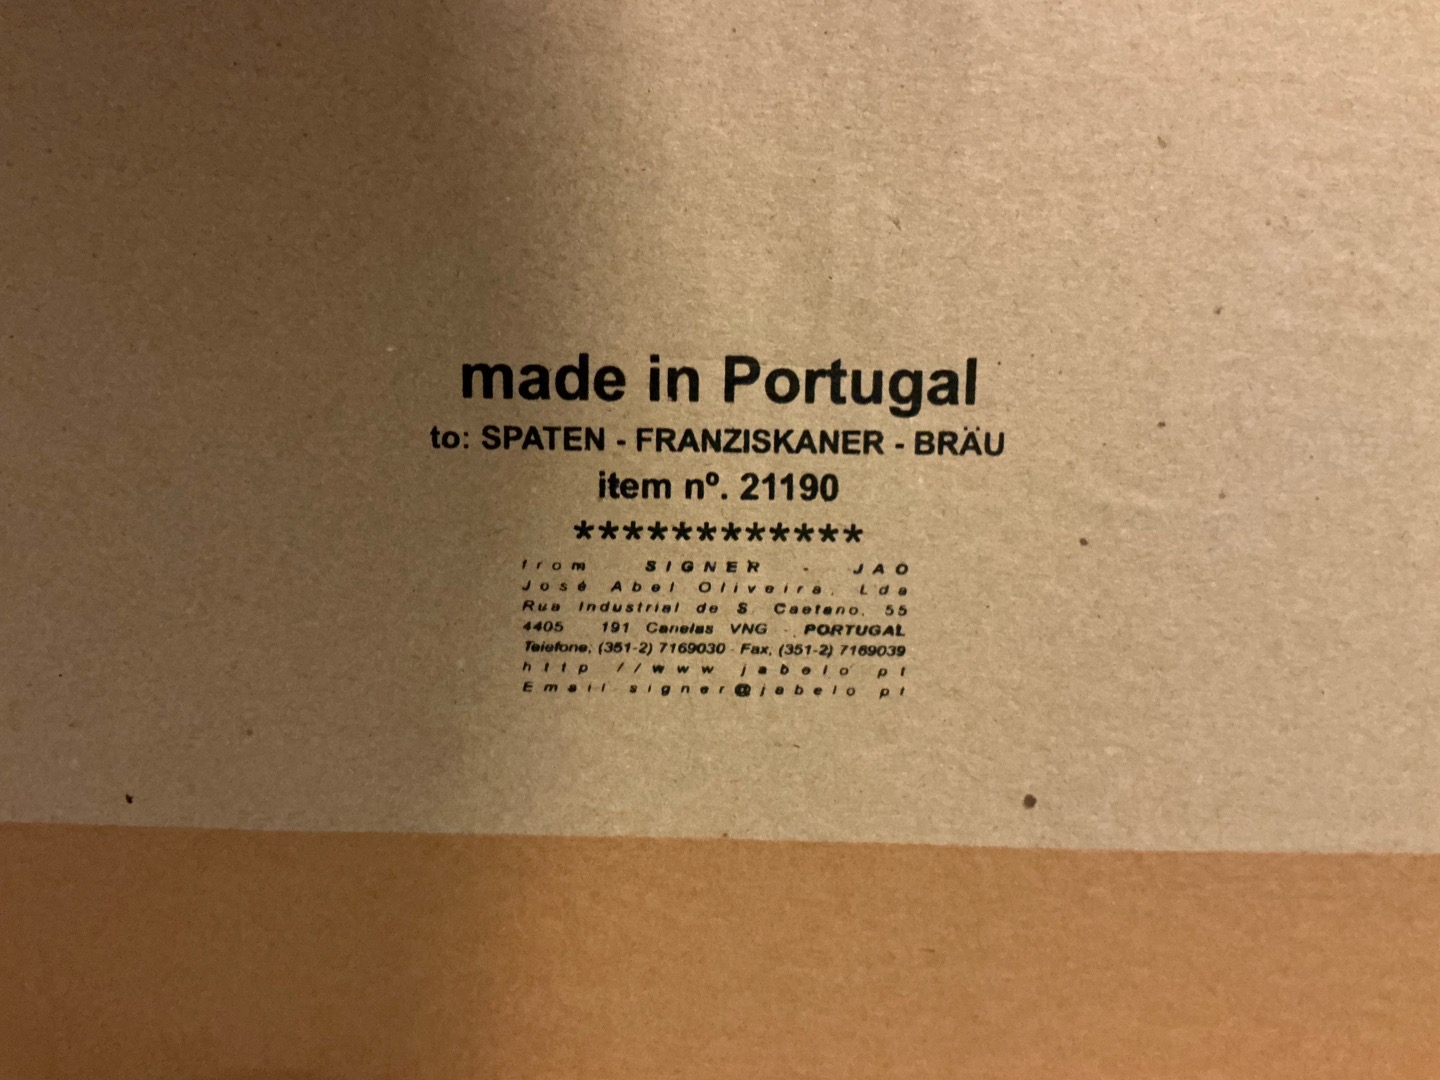 made in Portugal
to: SPATEN - FRANZISKANER - BRÄU
item nº. 21190
************
from SIGNER - JAO
José Abel Oliveira, Lda
Rua Industrial de S. Caetano, 55
4405 191 Canelas VNG - PORTUGAL
Telefone, (351-2) 7169030 - Fax, (351-2) 7169039
http //www jabelo pt
Email signer@jabelo pt